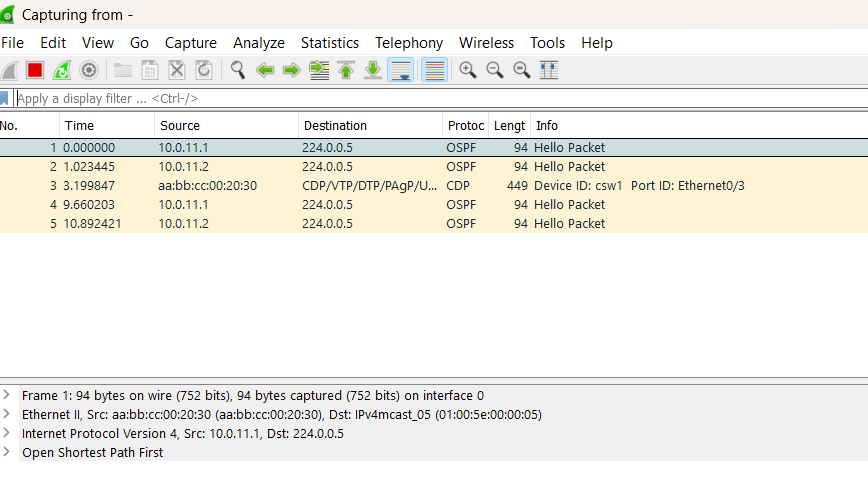 Capturing from -
File Edit View Go Capture Analyze Statistics Telephony Wireless Tools Help
Apply a display filter ... <Ctrl-/>
No. Time Source Destination Protoc Lengt Info
1 0.000000 10.0.11.1 224.0.0.5 OSPF 94 Hello Packet
2 1.023445 10.0.11.2 224.0.0.5 OSPF 94 Hello Packet
3 3.199847 aa:bb:cc:00:20:30 CDP/VTP/DTP/PAgP/U... CDP 449 Device ID: csw1 Port ID: Ethernet0/3
4 9.660203 10.0.11.1 224.0.0.5 OSPF 94 Hello Packet
5 10.892421 10.0.11.2 224.0.0.5 OSPF 94 Hello Packet
Frame 1: 94 bytes on wire (752 bits), 94 bytes captured (752 bits) on interface 0
Ethernet II, Src: aa:bb:cc:00:20:30 (aa:bb:cc:00:20:30), Dst: IPv4mcast_05 (01:00:5e:00:00:05)
Internet Protocol Version 4, Src: 10.0.11.1, Dst: 224.0.0.5
Open Shortest Path First